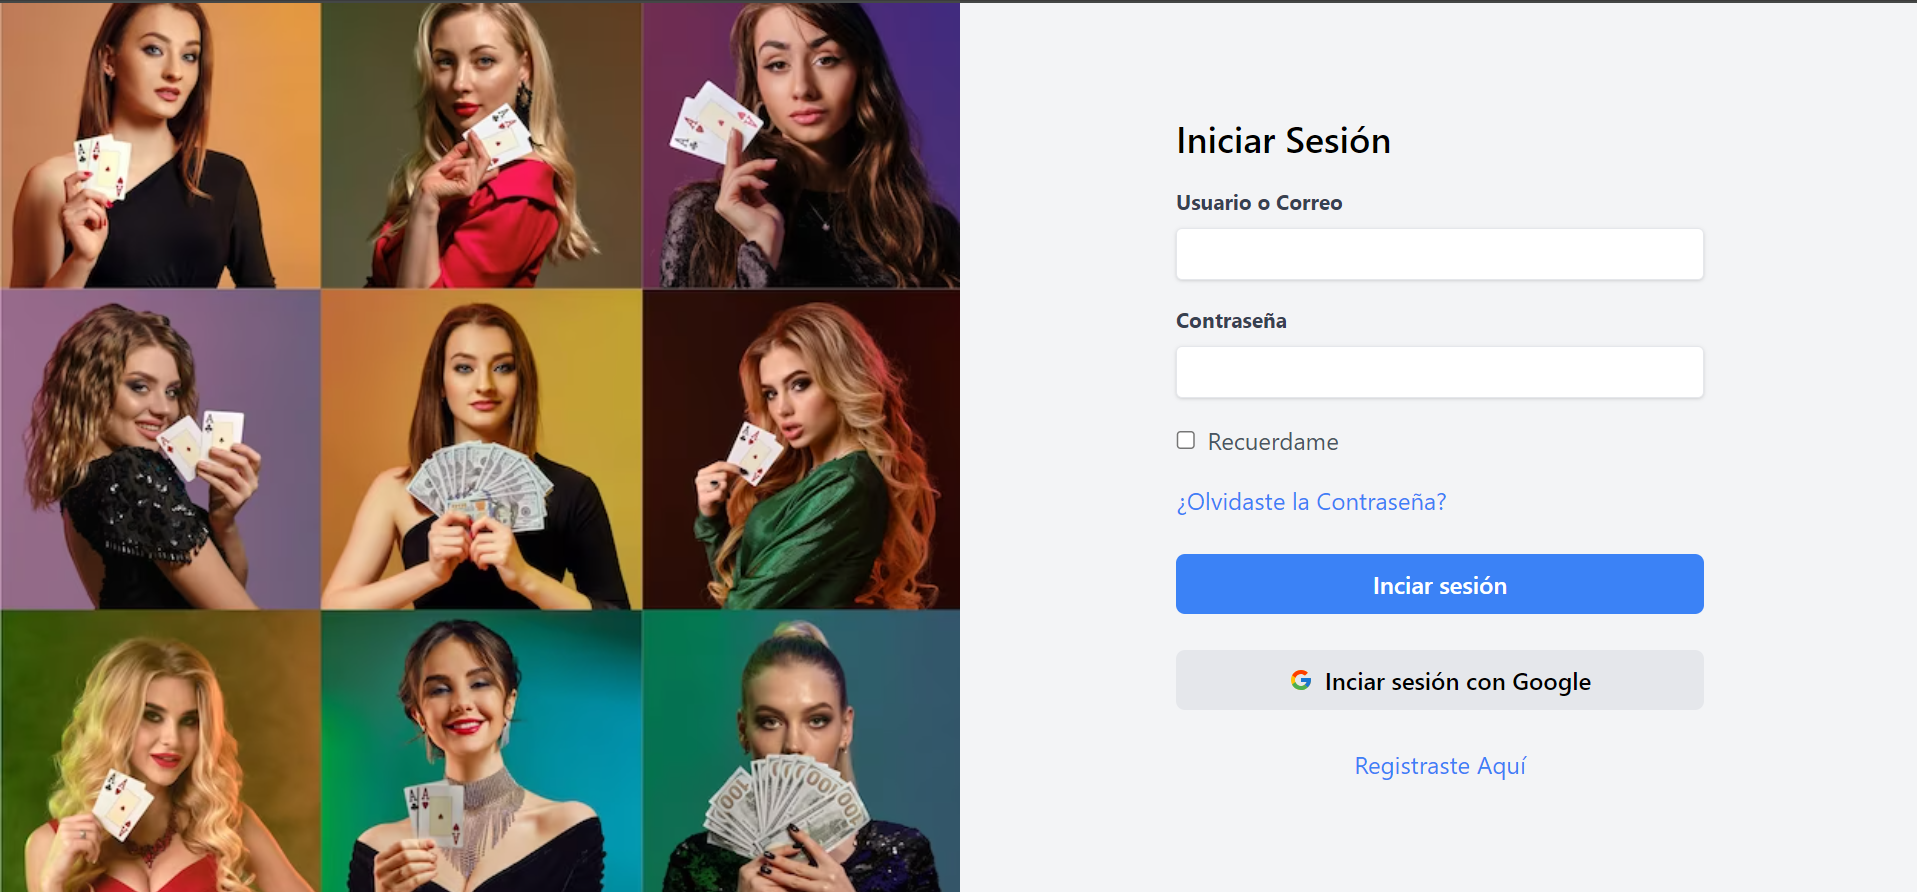 Iniciar Sesión
Usuario o Correo
Contraseña
Recuerdame
¿Olvidaste la Contraseña?
Inciar sesión
Inciar sesión con Google
Registraste Aquí